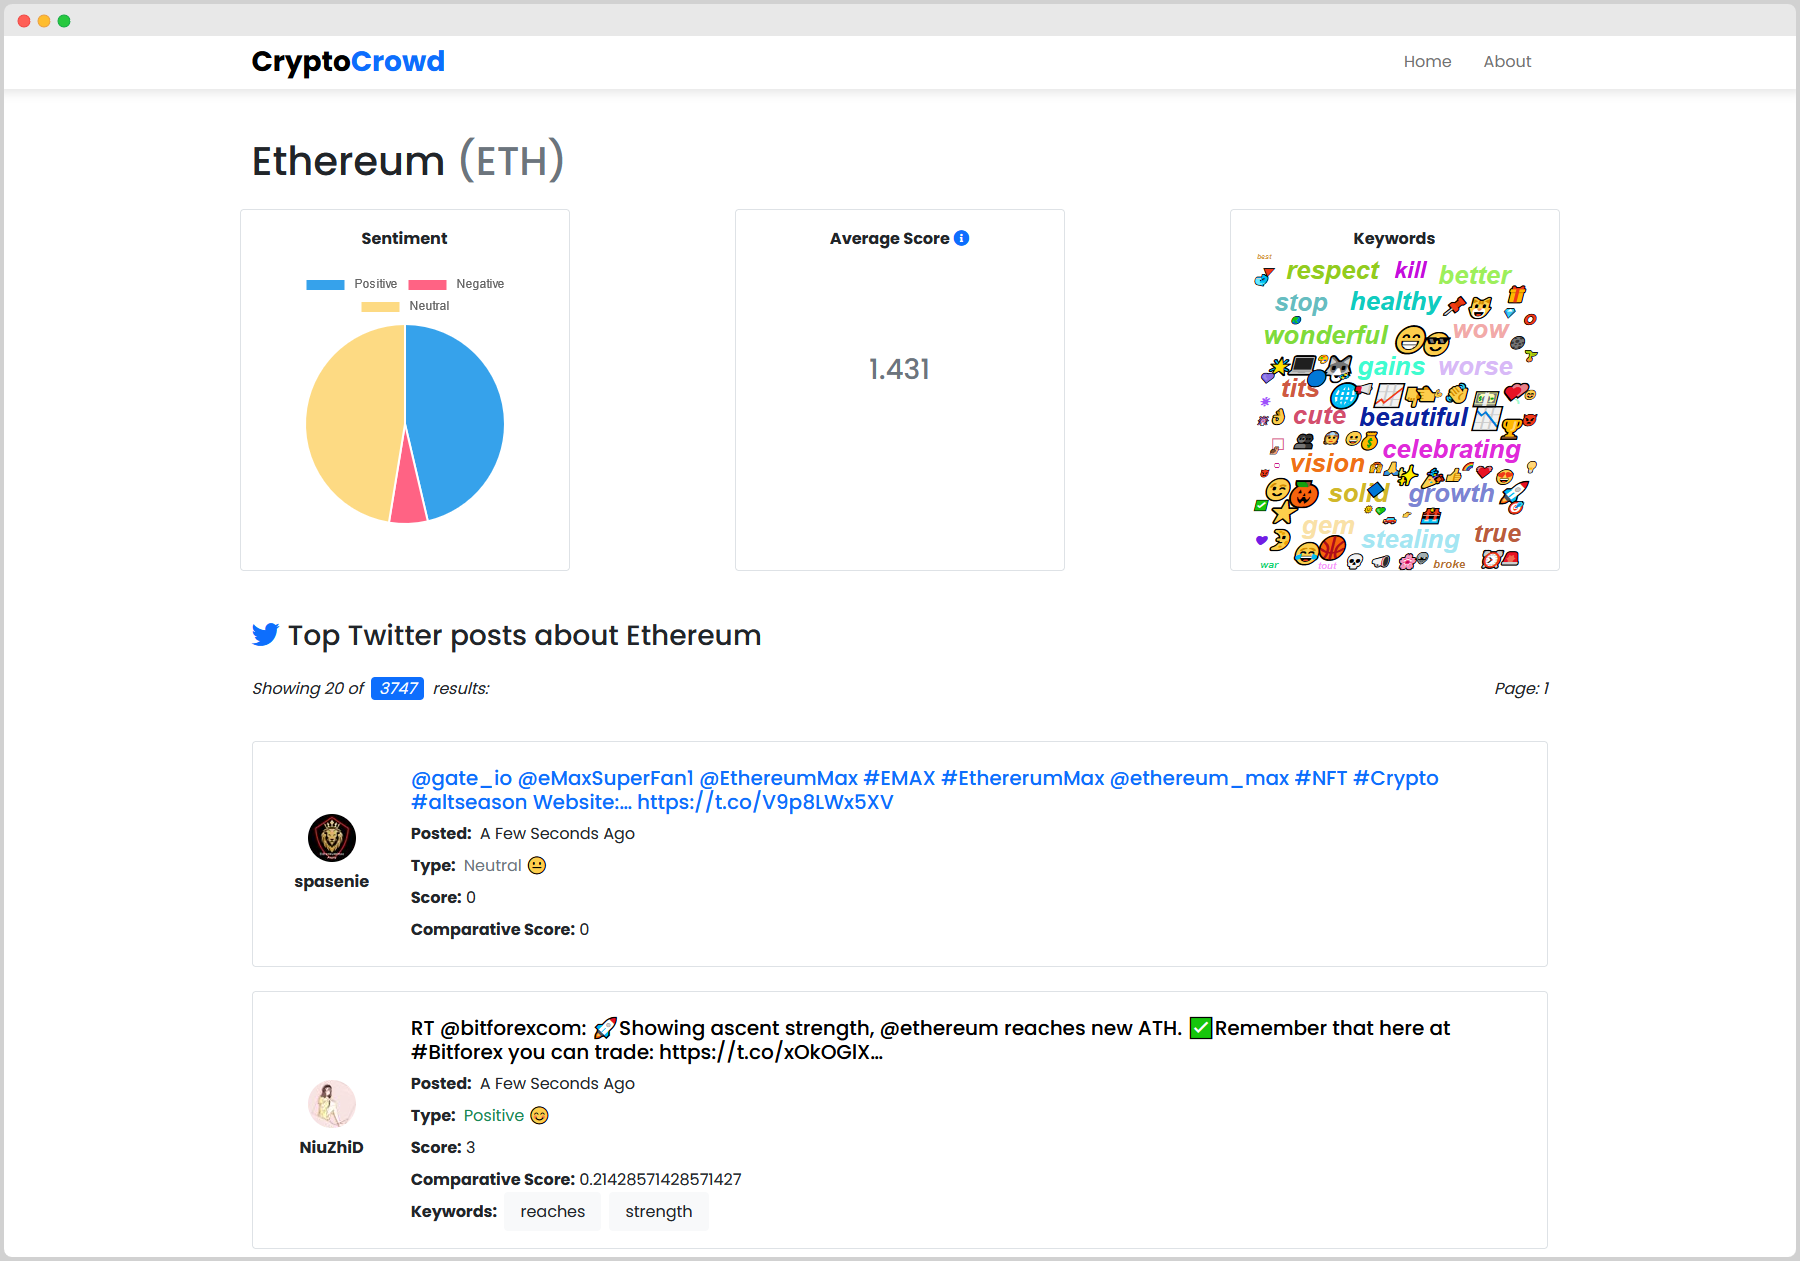 CryptoCrowd
Home About
Ethereum (ETH)
Sentiment
Positive Negative
Neutral
Average Score
1.431
Keywords
best
respect kill better
stop healthy
wonderful wow
gains worse
tits
cute beautiful
celebrating
vision
solid growth
gem
stealing true
war tout broke
Top Twitter posts about Ethereum
Showing 20 of 3747 results:
Page: 1
@gate_io @eMaxSuperFan1 @EthereumMax #EMAX #EthererumMax @ethereum_max #NFT #Crypto
#altseason Website:… https://t.co/V9p8LWx5XV
Posted: A Few Seconds Ago
Type: Neutral 😐
Score: 0
Comparative Score: 0
spasenie
RT @bitforexcom: 🚀Showing ascent strength, @ethereum reaches new ATH. ✅Remember that here at
#Bitforex you can trade: https://t.co/xOkOGlX…
Posted: A Few Seconds Ago
Type: Positive 😊
Score: 3
Comparative Score: 0.21428571428571427
Keywords: reaches strength
NiuZhiD